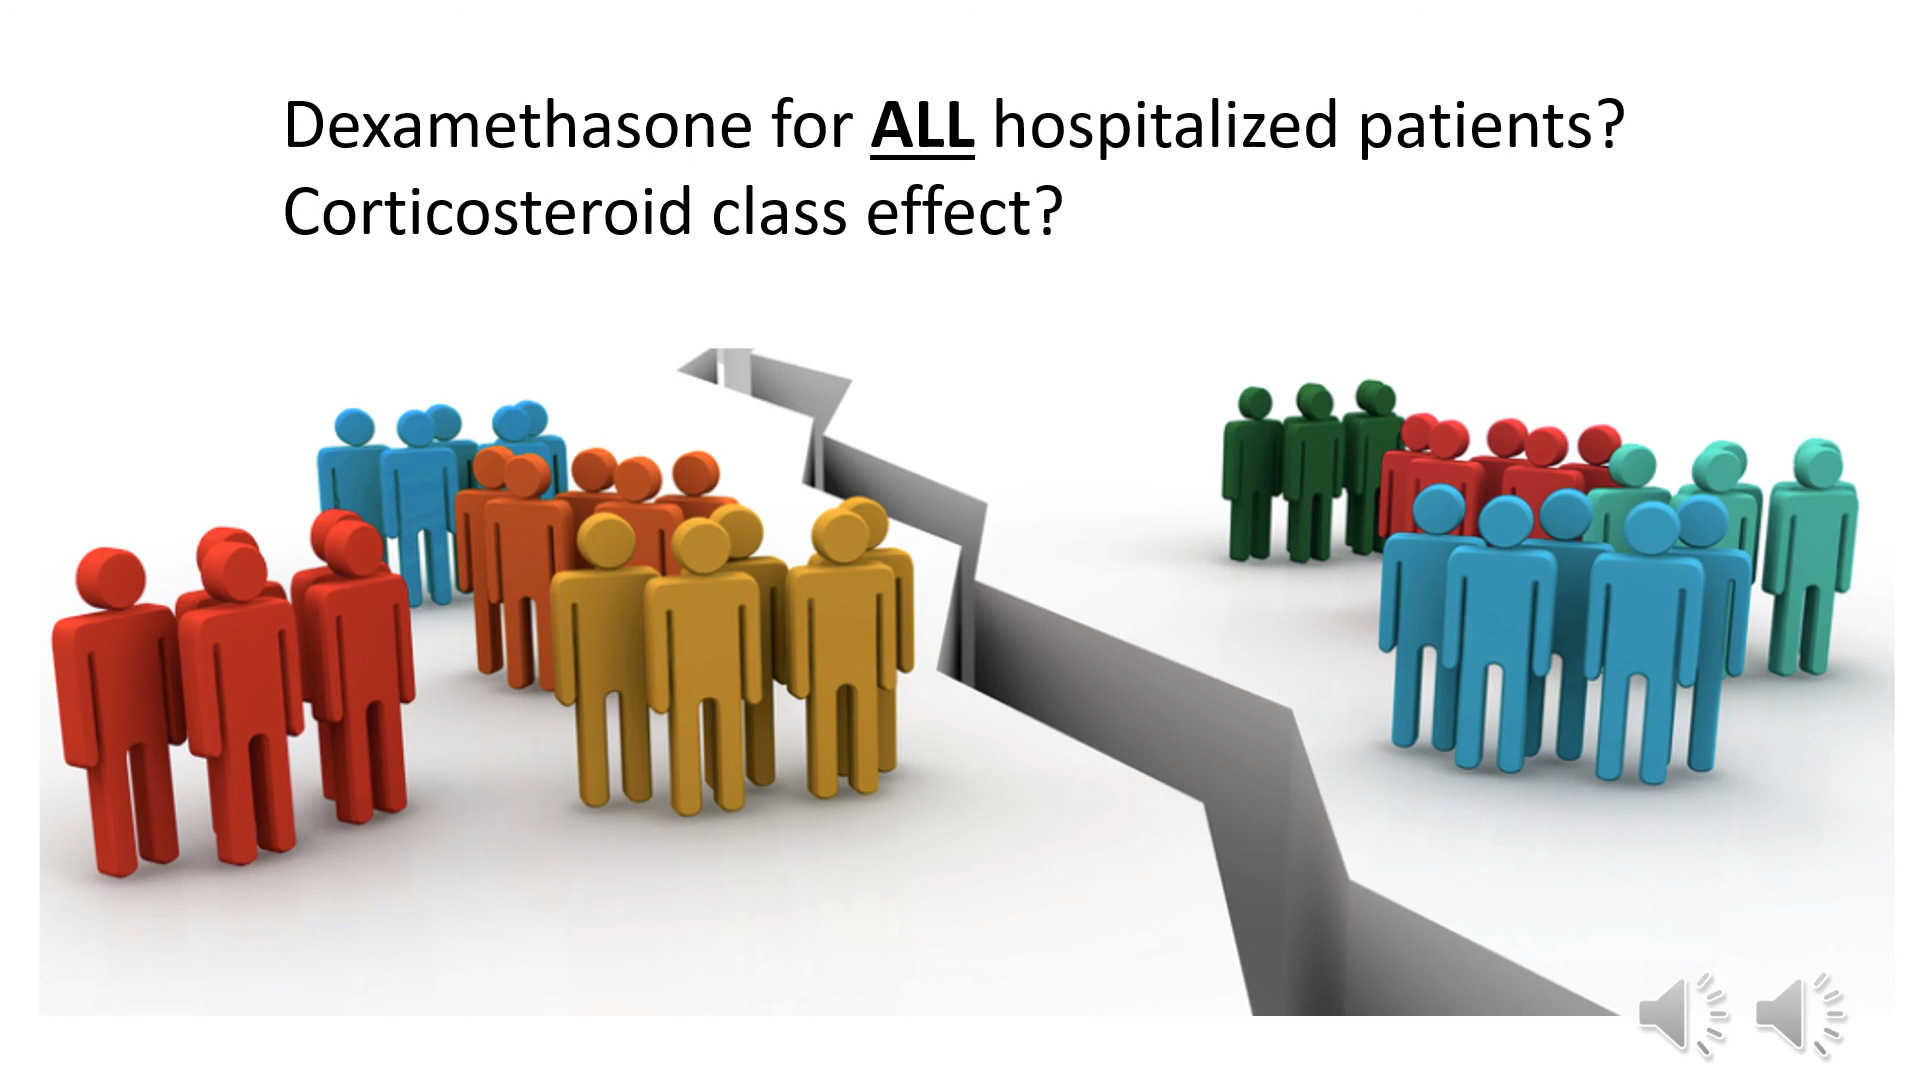 Dexamethasone for ALL hospitalized patients?
Corticosteroid class effect?